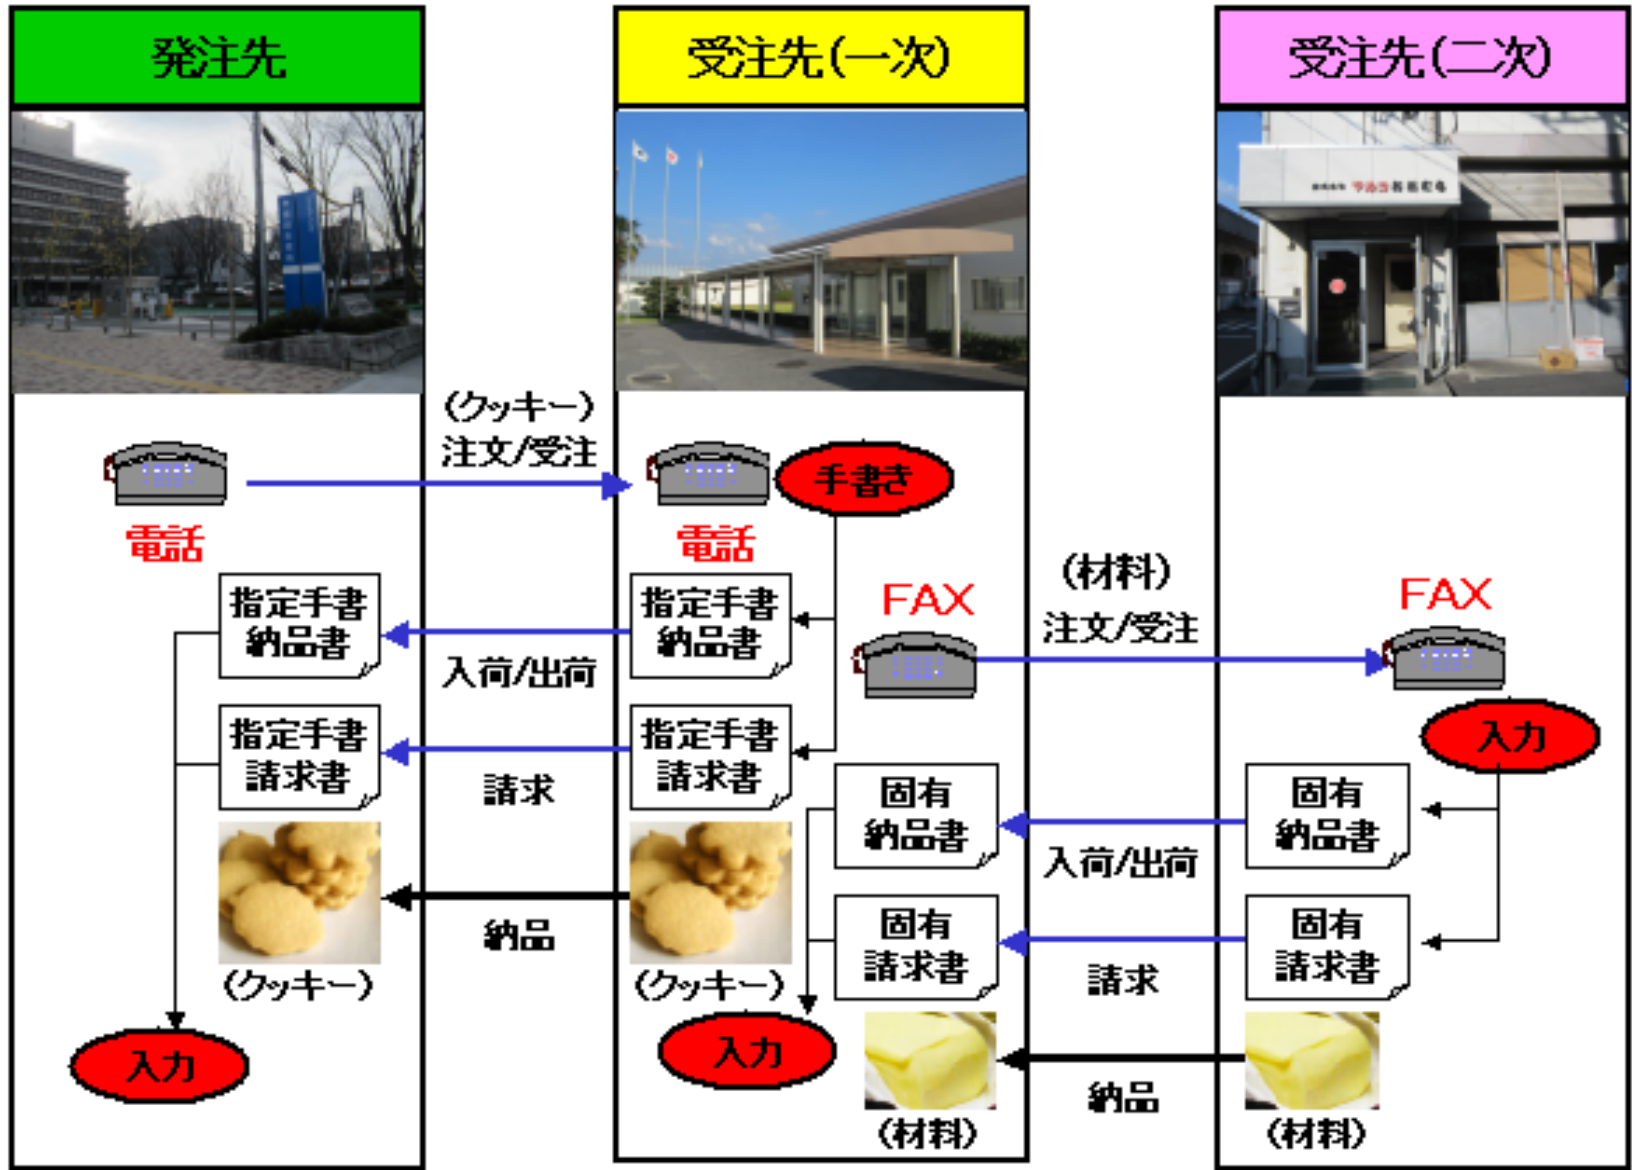 発注先
受注先(一次)
受注先(二次)
(クッキー)
注文/受注
手書き
電話
電話
(材料)
注文/受注
FAX
FAX
指定手書
納品書
指定手書
納品書
入荷/出荷
入力
指定手書
請求書
指定手書
請求書
請求
固有
納品書
固有
納品書
入荷/出荷
固有
請求書
固有
請求書
納品
請求
(クッキー)
(クッキー)
入力
入力
納品
(材料)
(材料)